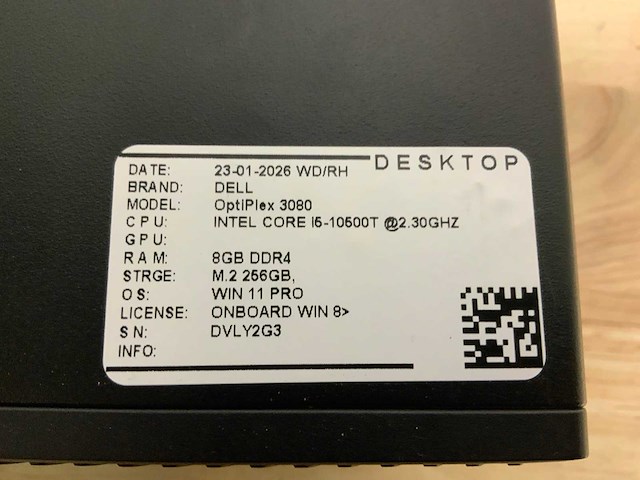 DESKTOP
DATE: 23-01-2026 WD/RH
BRAND: DELL
MODEL: OptiPlex 3080
CPU: INTEL CORE I5-10500T @2.30GHZ
GPU:
RAM: 8GB DDR4
STRGE: M.2 256GB,
OS: WIN 11 PRO
LICENSE: ONBOARD WIN 8>
SN: DVLY2G3
INFO: